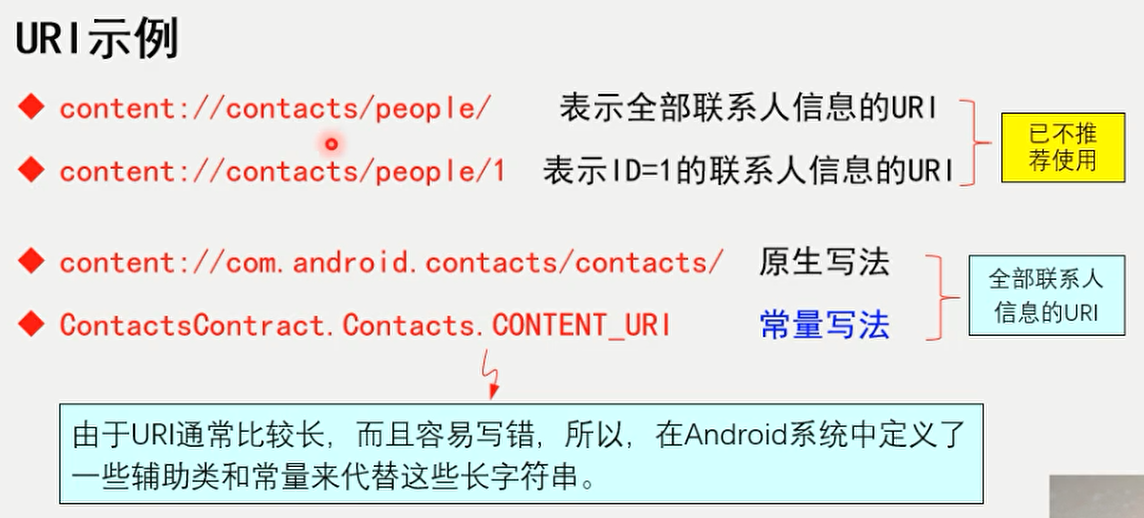 URI示例
◆ content://contacts/people/ 表示全部联系人信息的URI
◆ content://contacts/people/1 表示ID=1的联系人信息的URI
已不推
荐使用
◆ content://com.android.contacts/contacts/ 原生写法
◆ ContactsContract.Contacts.CONTENT_URI 常量写法
全部联系人
信息的URI
由于URI通常比较长，而且容易写错，所以，在Android系统中定义了
一些辅助类和常量来代替这些长字符串。